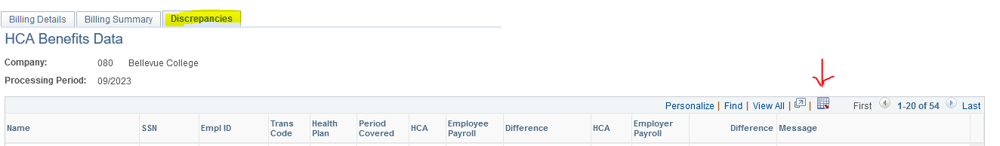 Billing Details Billing Summary Discrepancies
HCA Benefits Data
Company: 080 Bellevue College
Processing Period: 09/2023
Personalize | Find | View All | | First 1-20 of 54 Last
Name SSN Empl ID Trans Code Health Plan Period Covered HCA Employee Payroll Difference HCA Employer Payroll Difference Message